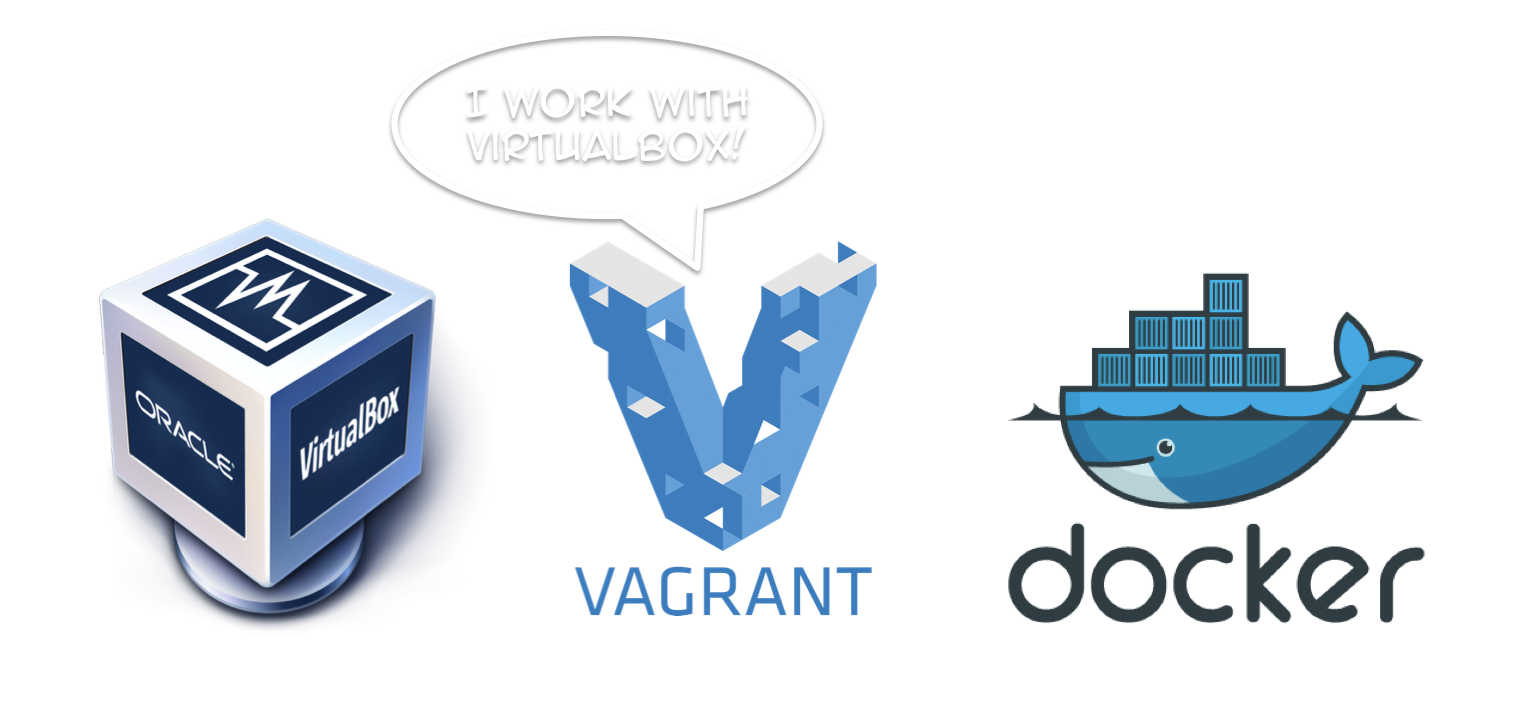 I WORK WITH
VIRTUALBOX!
ORACLE
VirtualBox
VAGRANT
docker